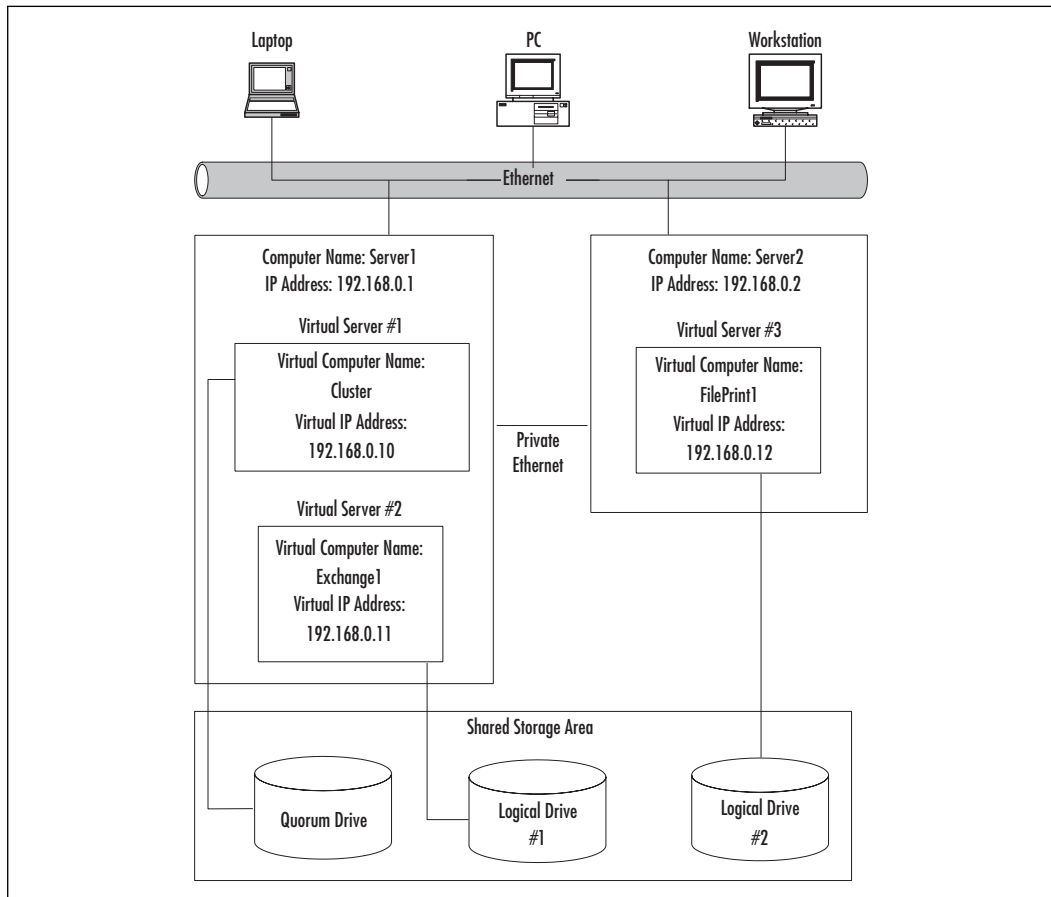 Laptop
PC
Workstation
Ethernet
Computer Name: Server1
IP Address: 192.168.0.1
Virtual Server #1
Virtual Computer Name:
Cluster
Virtual IP Address:
192.168.0.10
Virtual Server #2
Virtual Computer Name:
Exchange1
Virtual IP Address:
192.168.0.11
Private
Ethernet
Computer Name: Server2
IP Address: 192.168.0.2
Virtual Server #3
Virtual Computer Name:
FilePrint1
Virtual IP Address:
192.168.0.12
Shared Storage Area
Quorum Drive
Logical Drive
#1
Logical Drive
#2